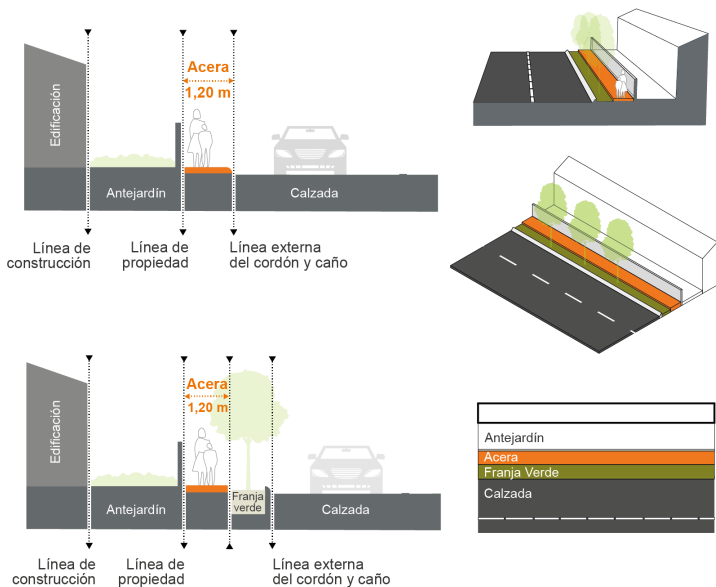 Acera
1,20 m
Edificación
Antejardín
Calzada
Línea de
construcción
Línea de
propiedad
Línea externa
del cordón y caño
Acera
1,20 m
Edificación
Antejardín
Franja
verde
Calzada
Línea de
construcción
Línea de
propiedad
Línea externa
del cordón y caño
Antejardín
Acera
Franja Verde
Calzada